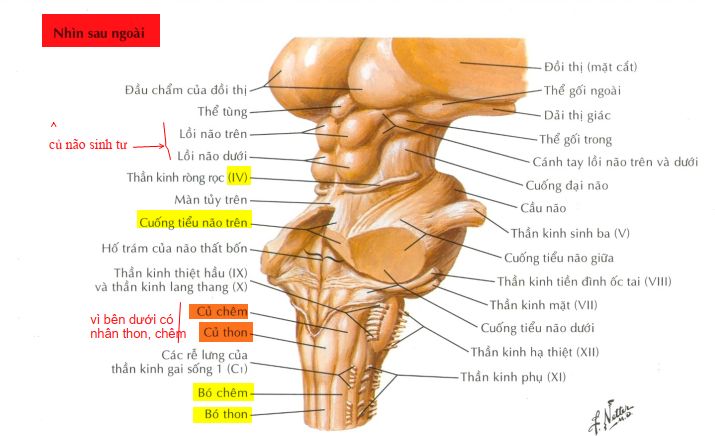 Nhìn sau ngoài
Đầu chẩm của đồi thị
Thể tùng
củ não sinh tư
Lồi não trên
Lồi não dưới
Thần kinh ròng rọc (IV)
Màn tủy trên
Cuống tiểu não trên
Hố trám của não thất bốn
Thần kinh thiệt hầu (IX)
và thần kinh lang thang (X)
vì bên dưới có
nhân thon, chêm
Củ chêm
Củ thon
Các rễ lưng của
thần kinh gai sống 1 (C1)
Bó chêm
Bó thon
Đồi thị (mặt cắt)
Thể gối ngoài
Dải thị giác
Thể gối trong
Cánh tay lồi não trên và dưới
Cuống đại não
Cầu não
Thần kinh sinh ba (V)
Cuống tiểu não giữa
Thần kinh tiền đình ốc tai (VIII)
Thần kinh mặt (VII)
Cuống tiểu não dưới
Thần kinh hạ thiệt (XII)
Thần kinh phụ (XI)
F. Netter